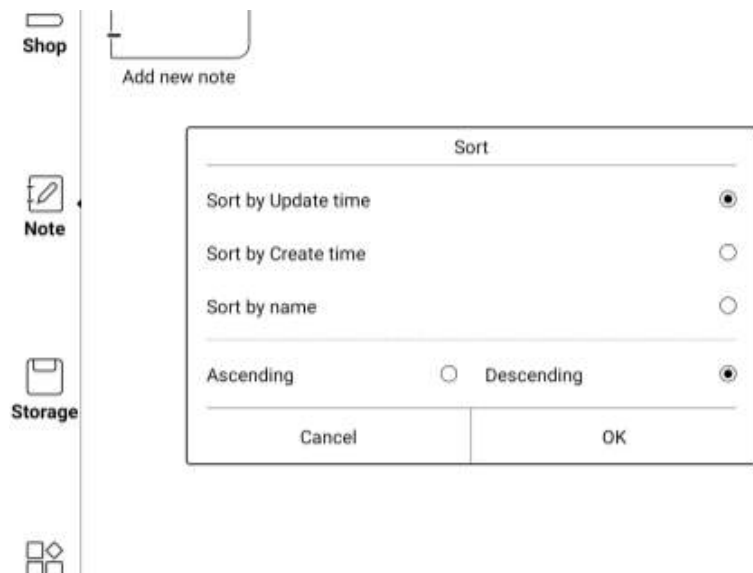 Shop
Add new note
Sort
Sort by Update time
Note
Sort by Create time
Sort by name
Ascending Descending
Storage
Cancel OK